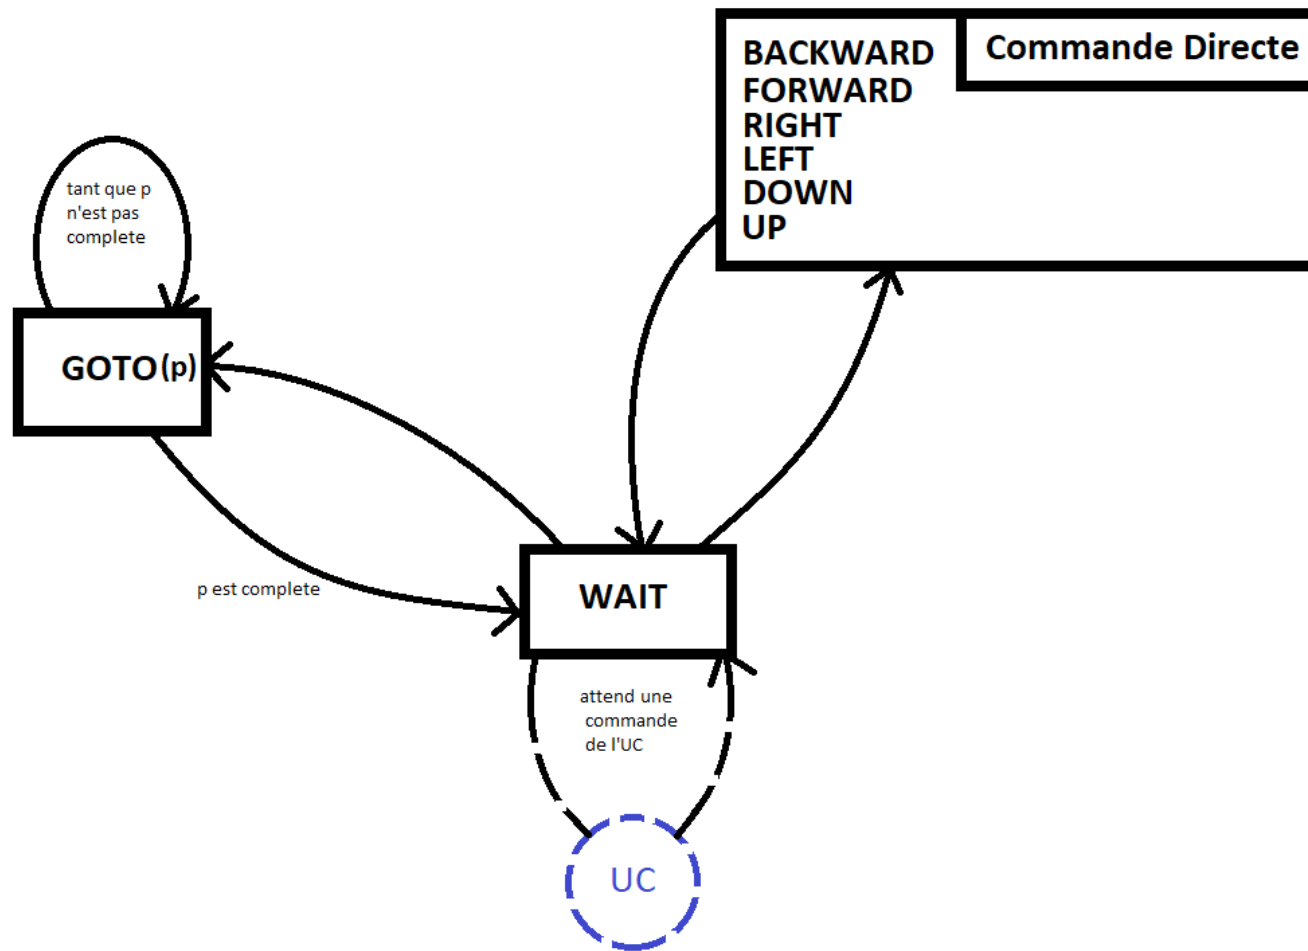 Commande Directe
BACKWARD
FORWARD
RIGHT
LEFT
DOWN
UP
tant que p
n'est pas
complete
GOTO(p)
p est complete
WAIT
attend une
commande
de l'UC
UC